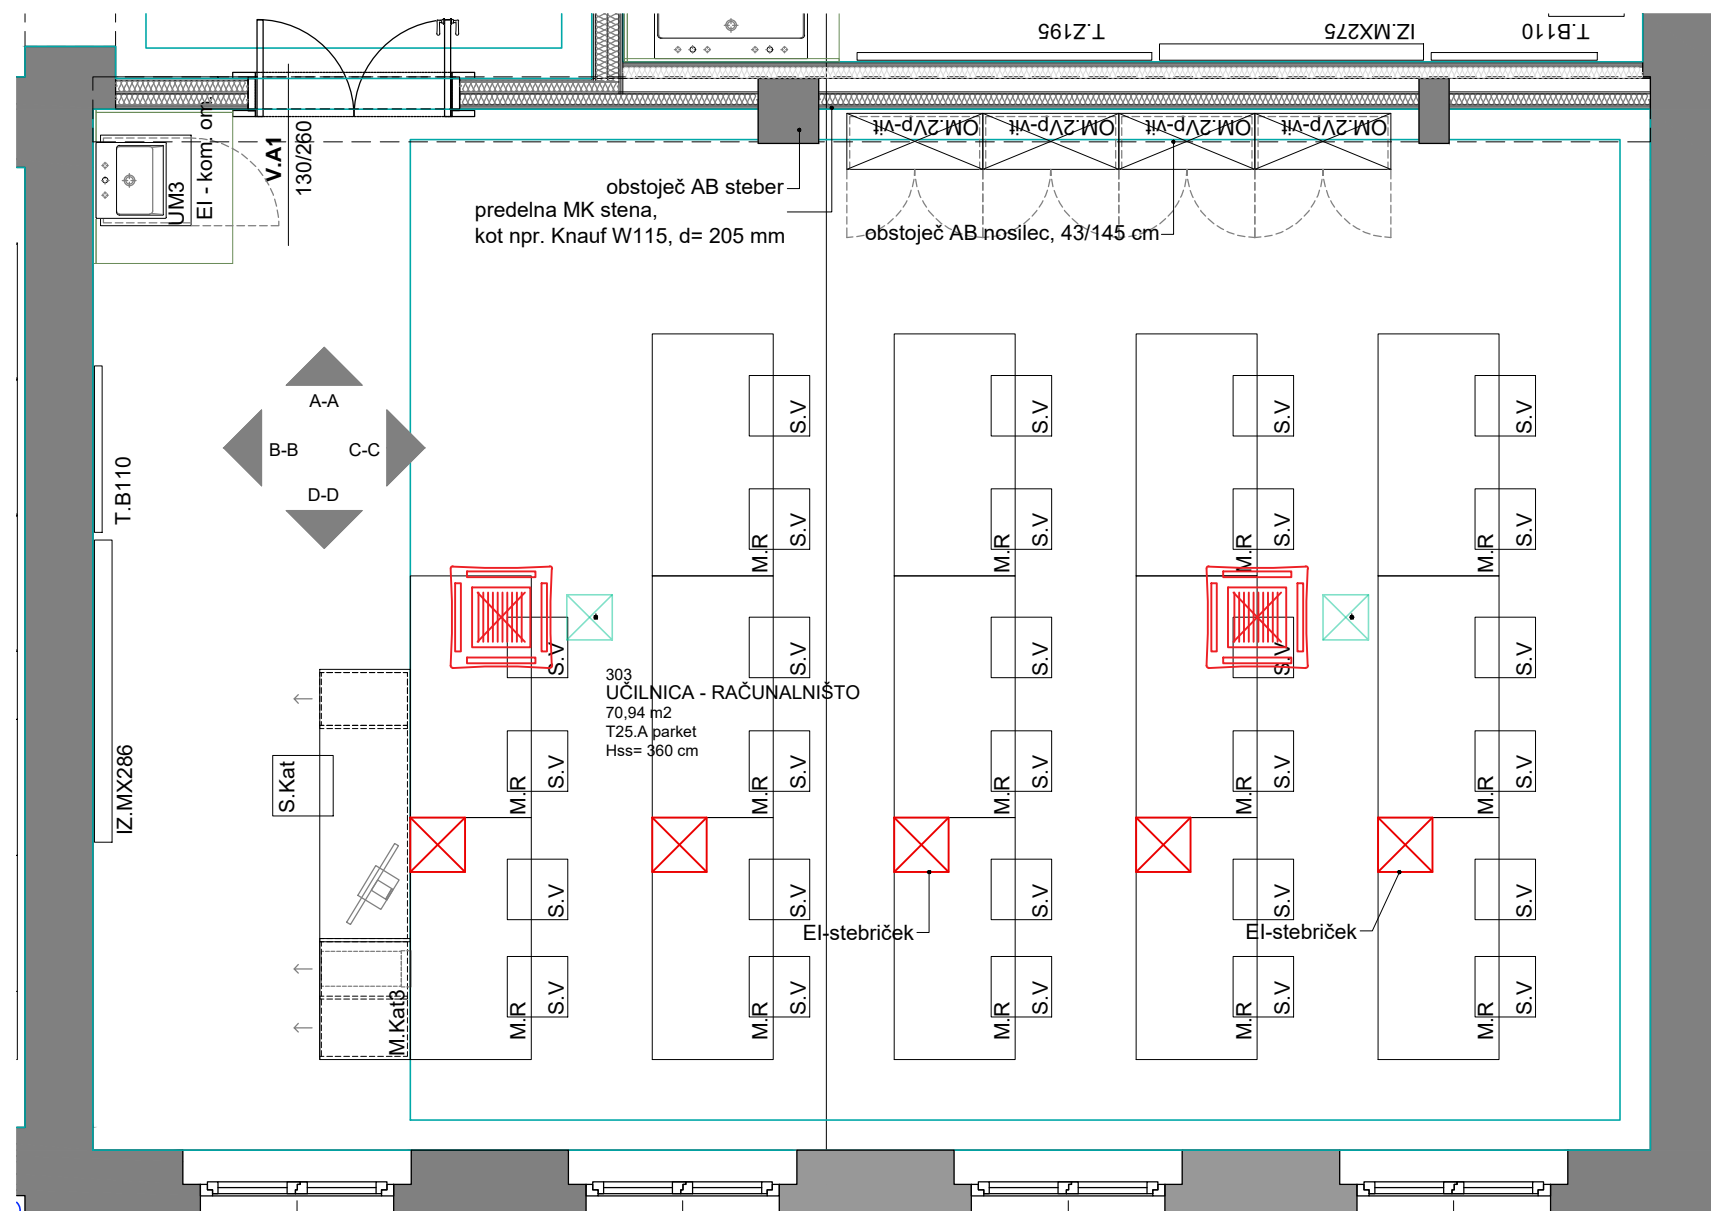 T.Z195
IZ.MX275
T.B110
UM3
EI - kom. om.
V.A1
130/260
OM.2Vp-vit
OM.2Vp-vit
OM.2Vp-vit
OM.2Vp-vit
obstoječ AB steber
predelna MK stena,
kot npr. Knauf W115, d= 205 mm
obstoječ AB nosilec, 43/145 cm
A-A
B-B
C-C
D-D
T.B110
IZ.MX286
S.V
S.V
S.V
S.V
M.R
S.V
M.R
S.V
M.R
S.V
M.R
S.V
S.V
S.V
S.V
S.V
S.V
303
UČILNICA - RAČUNALNIŠTO
70,94 m2
T25.A parket
Hss= 360 cm
S.Kat
M.R
S.V
M.R
S.V
M.R
S.V
M.R
S.V
M.R
S.V
S.V
S.V
S.V
S.V
S.V
EI-stebriček
EI-stebriček
M.Kat3
M.R
S.V
M.R
S.V
M.R
S.V
M.R
S.V
M.R
S.V